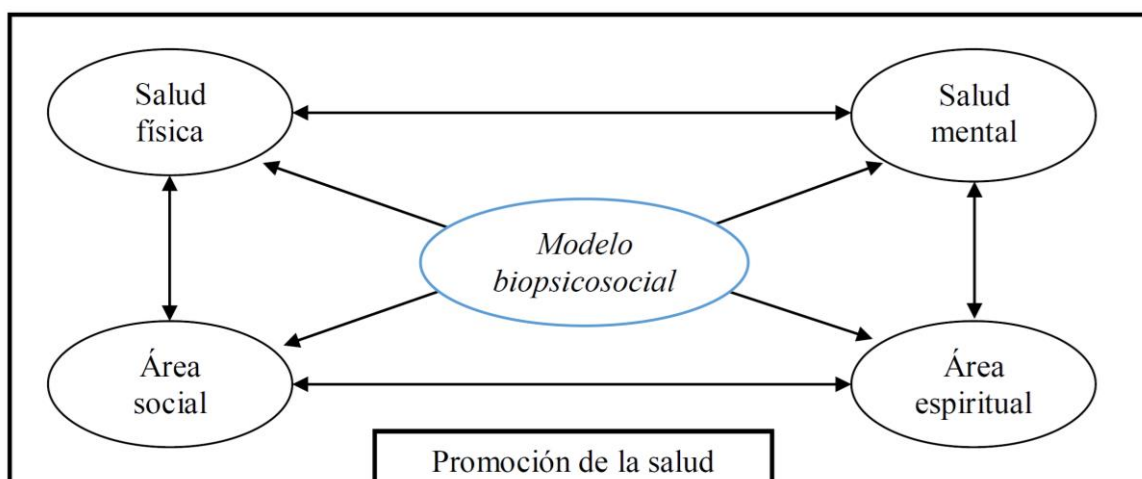 Salud
física
Salud
mental
Modelo
biopsicosocial
Área
social
Área
espiritual
Promoción de la salud